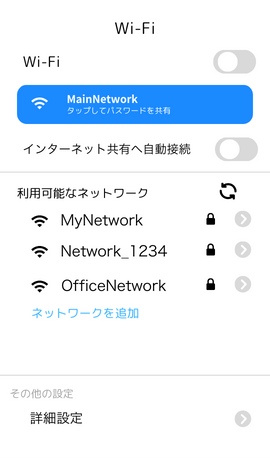 Wi-Fi
Wi-Fi
MainNetwork
タップしてパスワードを共有
インターネット共有へ自動接続
利用可能なネットワーク
MyNetwork
Network_1234
OfficeNetwork
ネットワークを追加
その他の設定
詳細設定